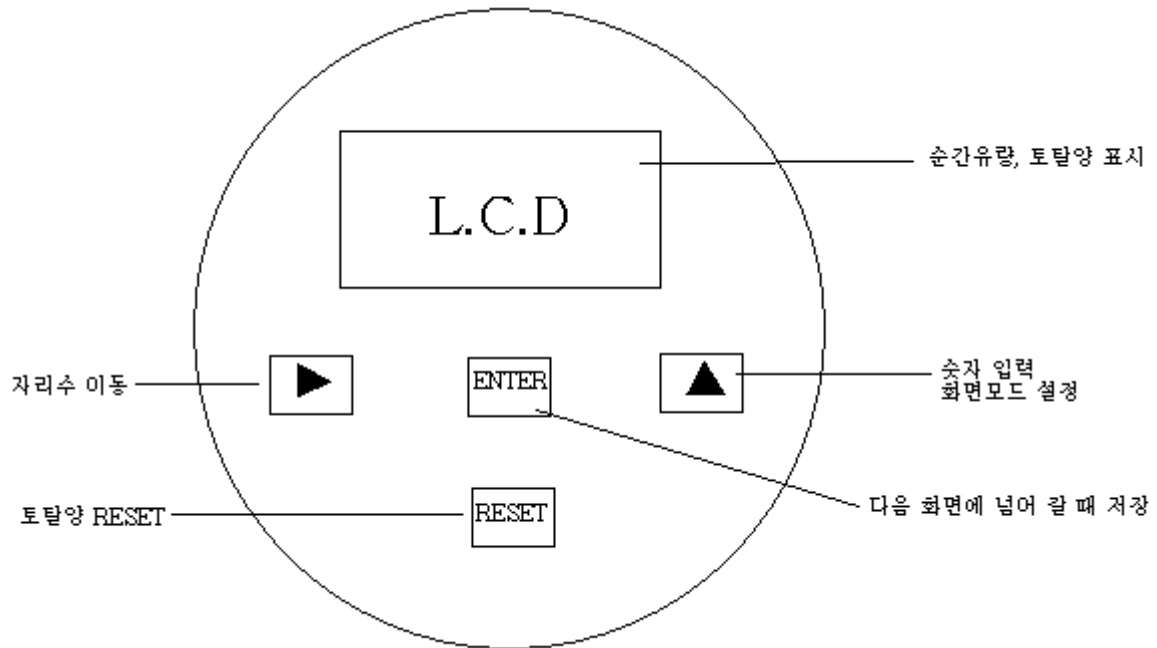 순간유량, 토탈양 표시
L.C.D
자리수 이동
ENTER
숫자 입력
화면모드 설정
다음 화면에 넘어 갈 때 저장
토탈양 RESET
RESET